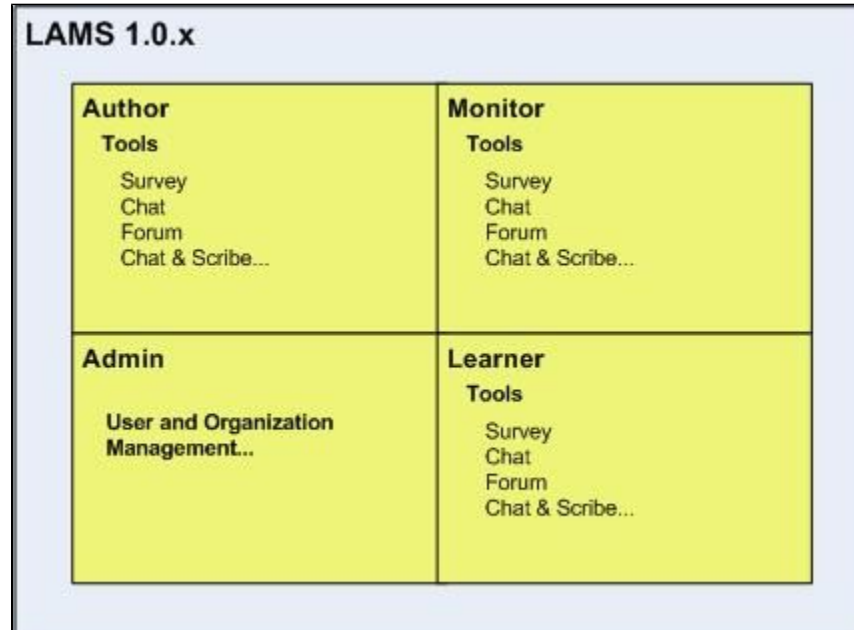 LAMS 1.0.x
Author
Tools
Survey
Chat
Forum
Chat & Scribe...
Monitor
Tools
Survey
Chat
Forum
Chat & Scribe...
Admin
User and Organization
Management...
Learner
Tools
Survey
Chat
Forum
Chat & Scribe...